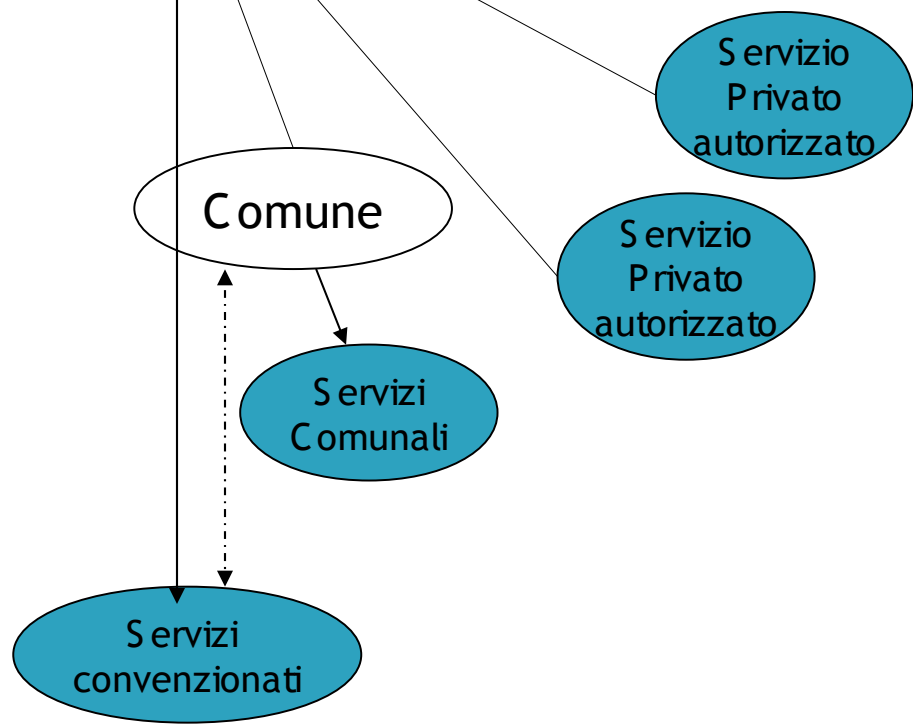 Servizio
Privato
autorizzato
Comune
Servizio
Privato
autorizzato
Servizi
Comunali
Servizi
convenzionati